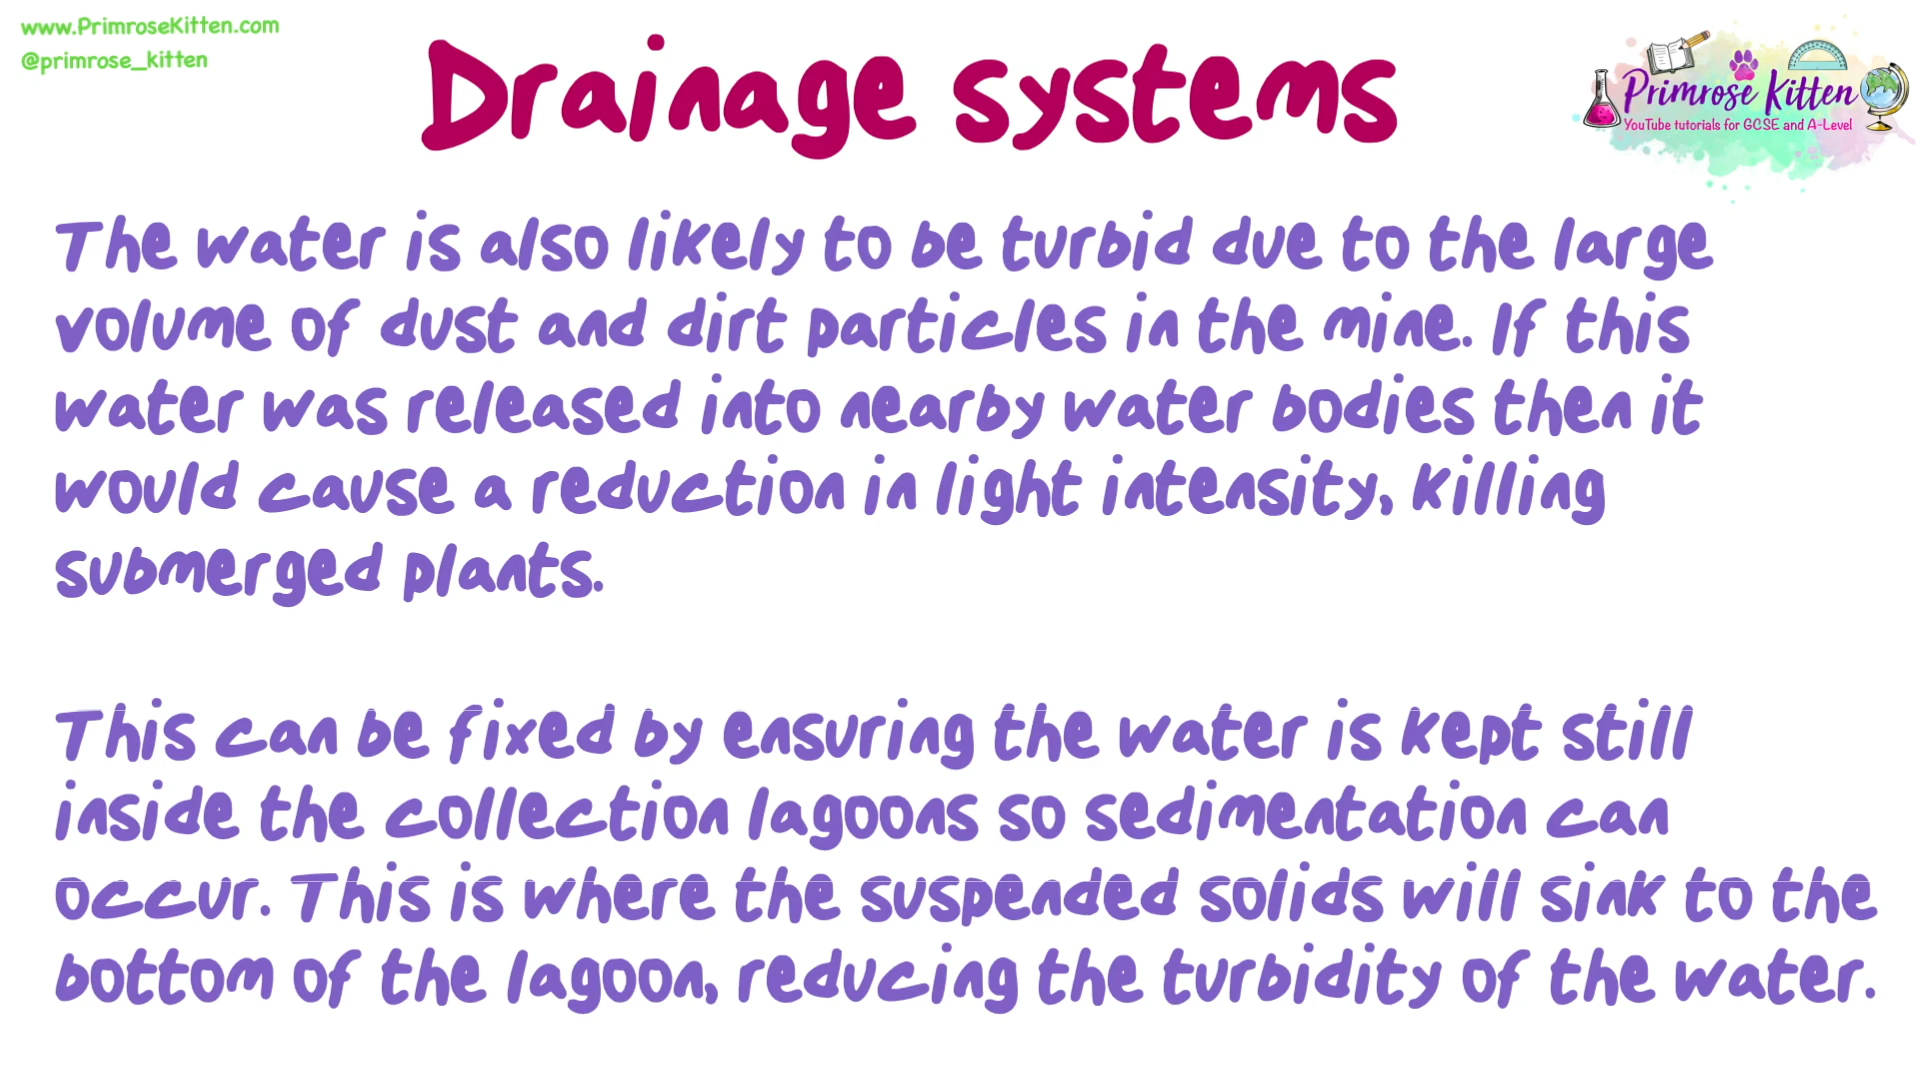 www.PrimroseKitten.com
@primrose_kitten
Drainage systems
Primrose Kitten
YouTube tutorials for GCSE and A-Level
The water is also likely to be turbid due to the large
volume of dust and dirt particles in the mine. If this
water was released into nearby water bodies then it
would cause a reduction in light intensity, killing
submerged plants.
This can be fixed by ensuring the water is kept still
inside the collection lagoons so sedimentation can
occur. This is where the suspended solids will sink to the
bottom of the lagoon, reducing the turbidity of the water.